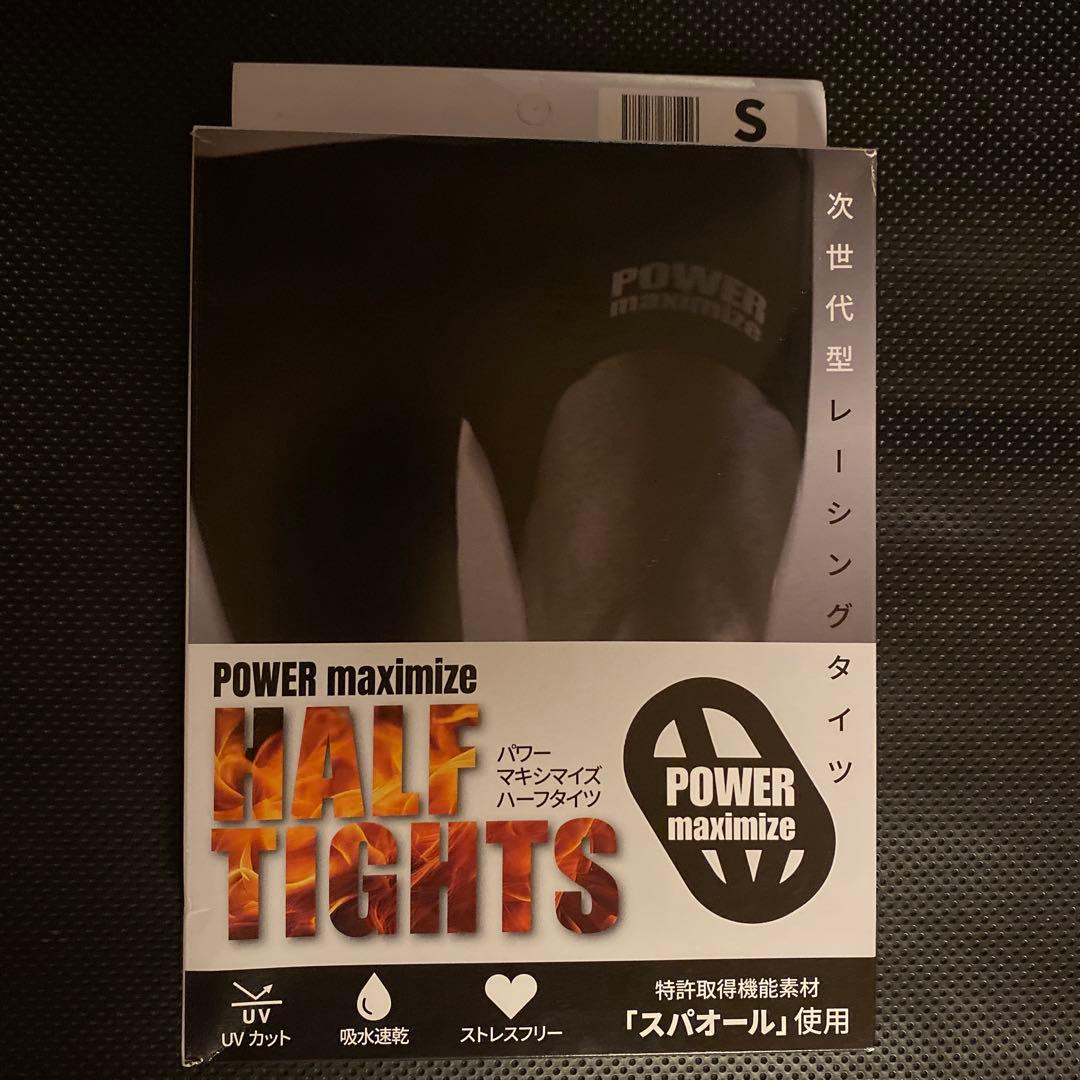 S
次世代型レーシングタイツ
POWER
maximize
POWER maximize
HALF
TIGHTS
パワー
マキシマイズ
ハーフタイツ
POWER
maximize
UV
UV カット
吸水速乾
ストレスフリー
特許取得機能素材
「スパオール」使用